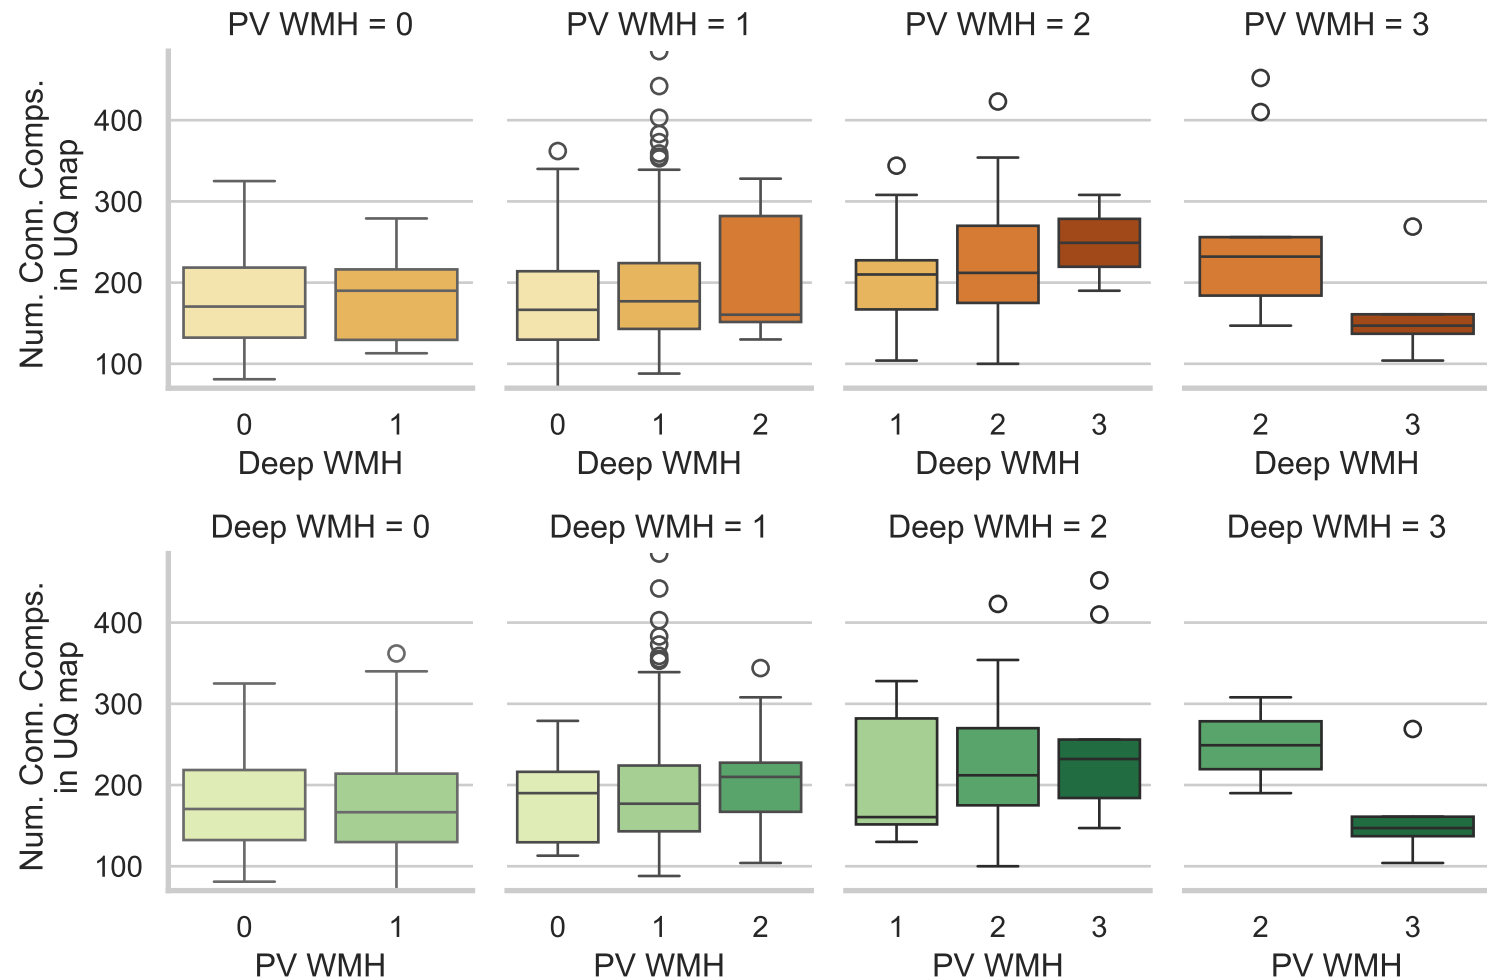 PV WMH = 0 PV WMH = 1 PV WMH = 2 PV WMH = 3
Num. Conn. Comps.
in UQ map
400
300
200
100
0 1 0 1 2 1 2 3 2 3
Deep WMH Deep WMH Deep WMH Deep WMH
Deep WMH = 0 Deep WMH = 1 Deep WMH = 2 Deep WMH = 3
Num. Conn. Comps.
in UQ map
400
300
200
100
0 1 0 1 2 1 2 3 2 3
PV WMH PV WMH PV WMH PV WMH